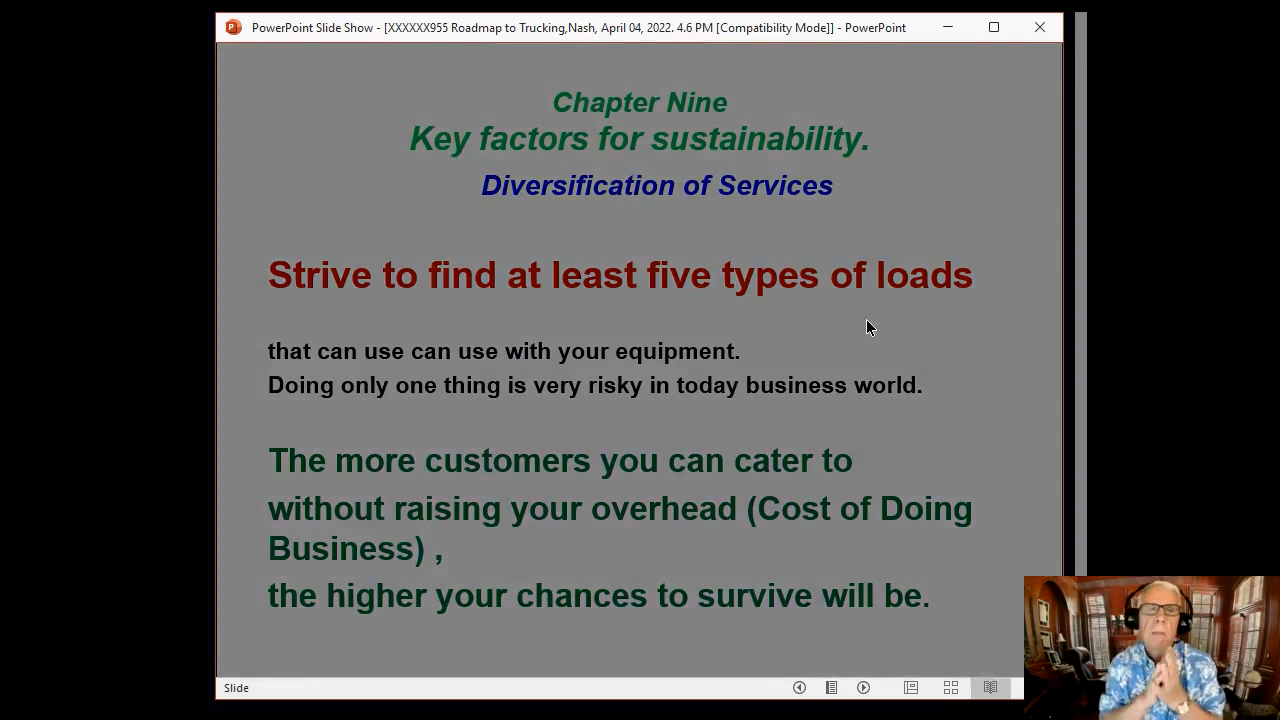 PowerPoint Slide Show - [XXXXXX955 Roadmap to Trucking,Nash, April 04, 2022. 4.6 PM [Compatibility Mode]] - PowerPoint
Chapter Nine
Key factors for sustainability.
Diversification of Services
Strive to find at least five types of loads
that can use can use with your equipment.
Doing only one thing is very risky in today business world.
The more customers you can cater to
without raising your overhead (Cost of Doing
Business) ,
the higher your chances to survive will be.
Slide